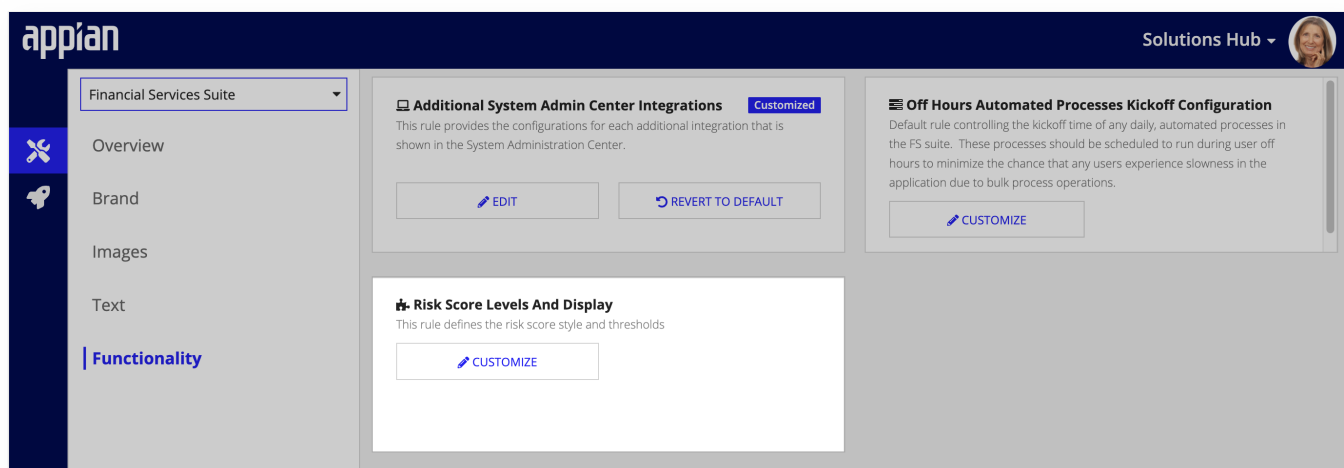 appian
Solutions Hub
Financial Services Suite
Overview
Brand
Images
Text
Functionality
Additional System Admin Center Integrations
Customized
This rule provides the configurations for each additional integration that is
shown in the System Administration Center.
EDIT
REVERT TO DEFAULT
Off Hours Automated Processes Kickoff Configuration
Default rule controlling the kickoff time of any daily, automated processes in
the FS suite. These processes should be scheduled to run during user off
hours to minimize the chance that any users experience slowness in the
application due to bulk process operations.
CUSTOMIZE
Risk Score Levels And Display
This rule defines the risk score style and thresholds
CUSTOMIZE